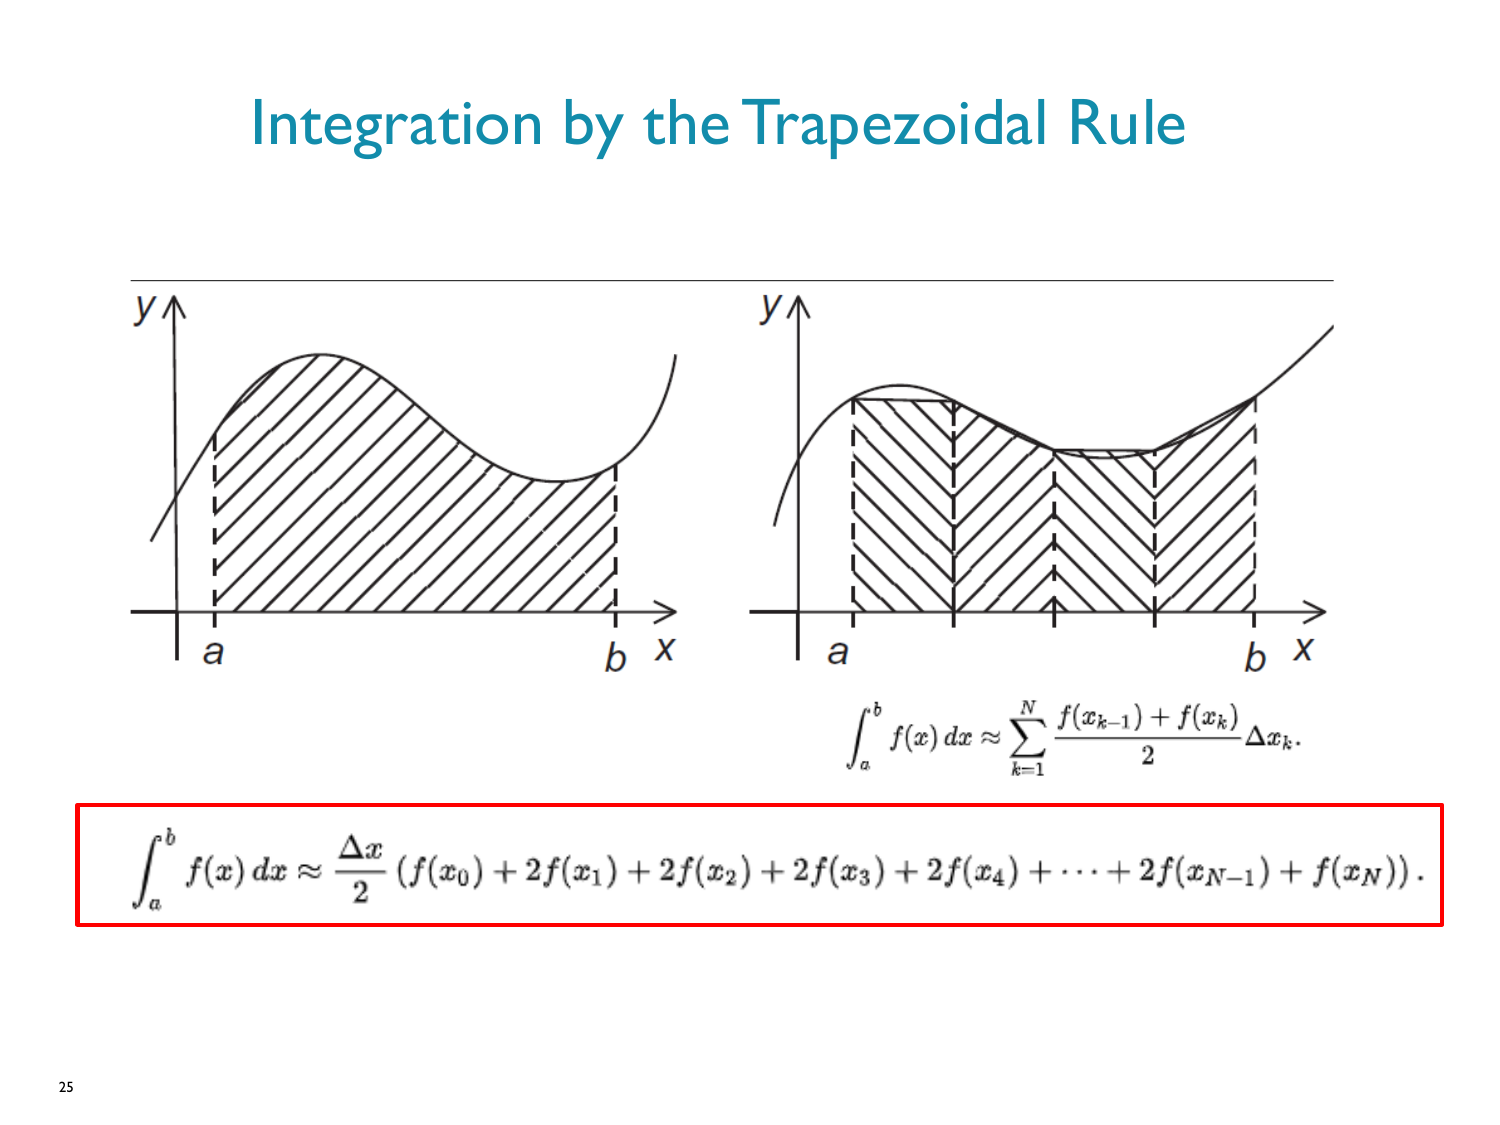 Integration by the Trapezoidal Rule
y y
a b x a b x
∫_a^b f(x) dx ≈ ∑_{k=1}^N (f(x_{k−1}) + f(x_k))/2 Δx_k.
∫_a^b f(x) dx ≈ Δx/2 (f(x_0) + 2f(x_1) + 2f(x_2) + 2f(x_3) + 2f(x_4) + ⋯ + 2f(x_{N−1}) + f(x_N)).
25